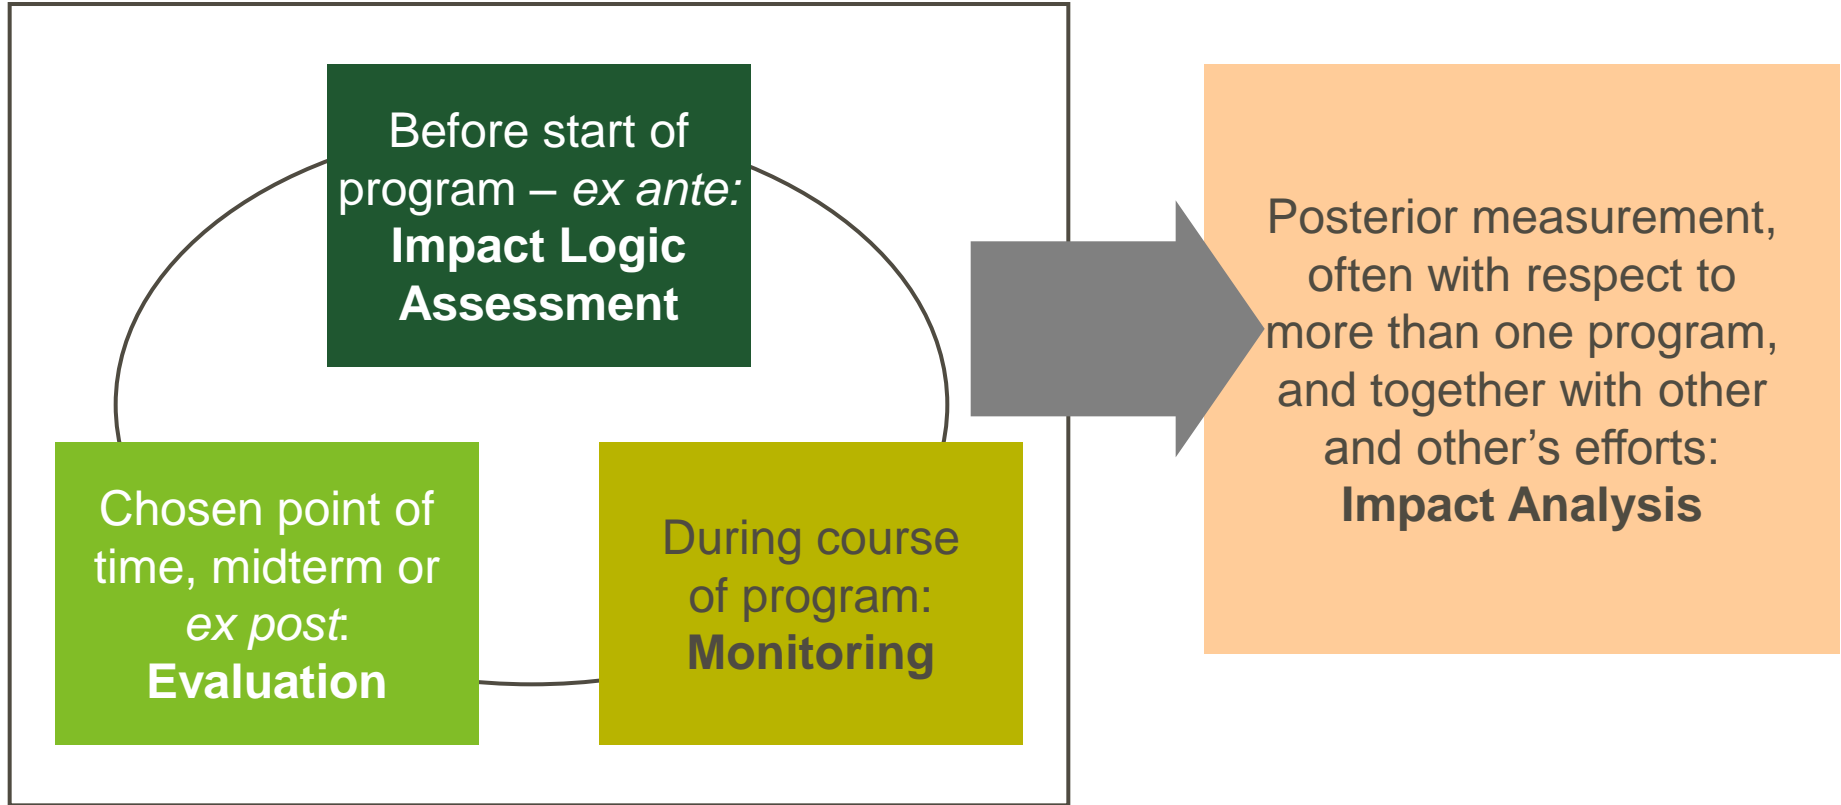 Before start of
program – ex ante:
Impact Logic
Assessment
Chosen point of
time, midterm or
ex post:
Evaluation
During course
of program:
Monitoring
Posterior measurement,
often with respect to
more than one program,
and together with other
and other’s efforts:
Impact Analysis